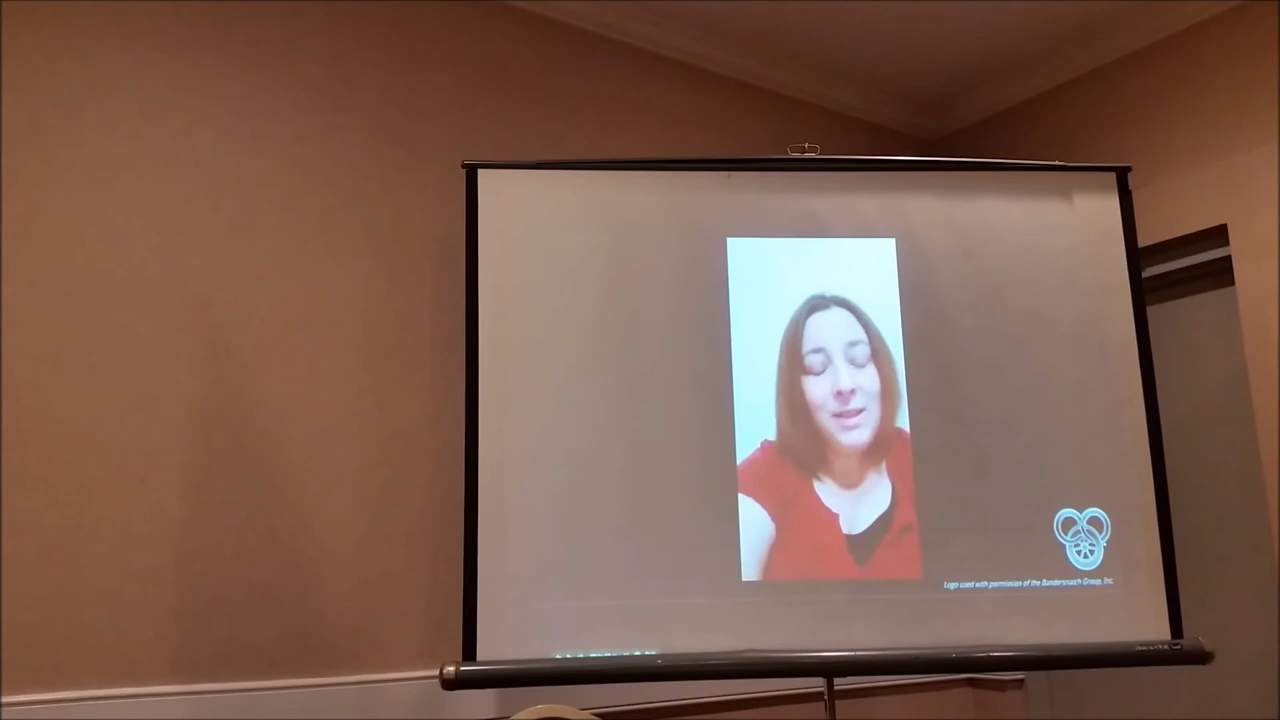 Logo used with permission of the Bandersnatch Group, Inc.